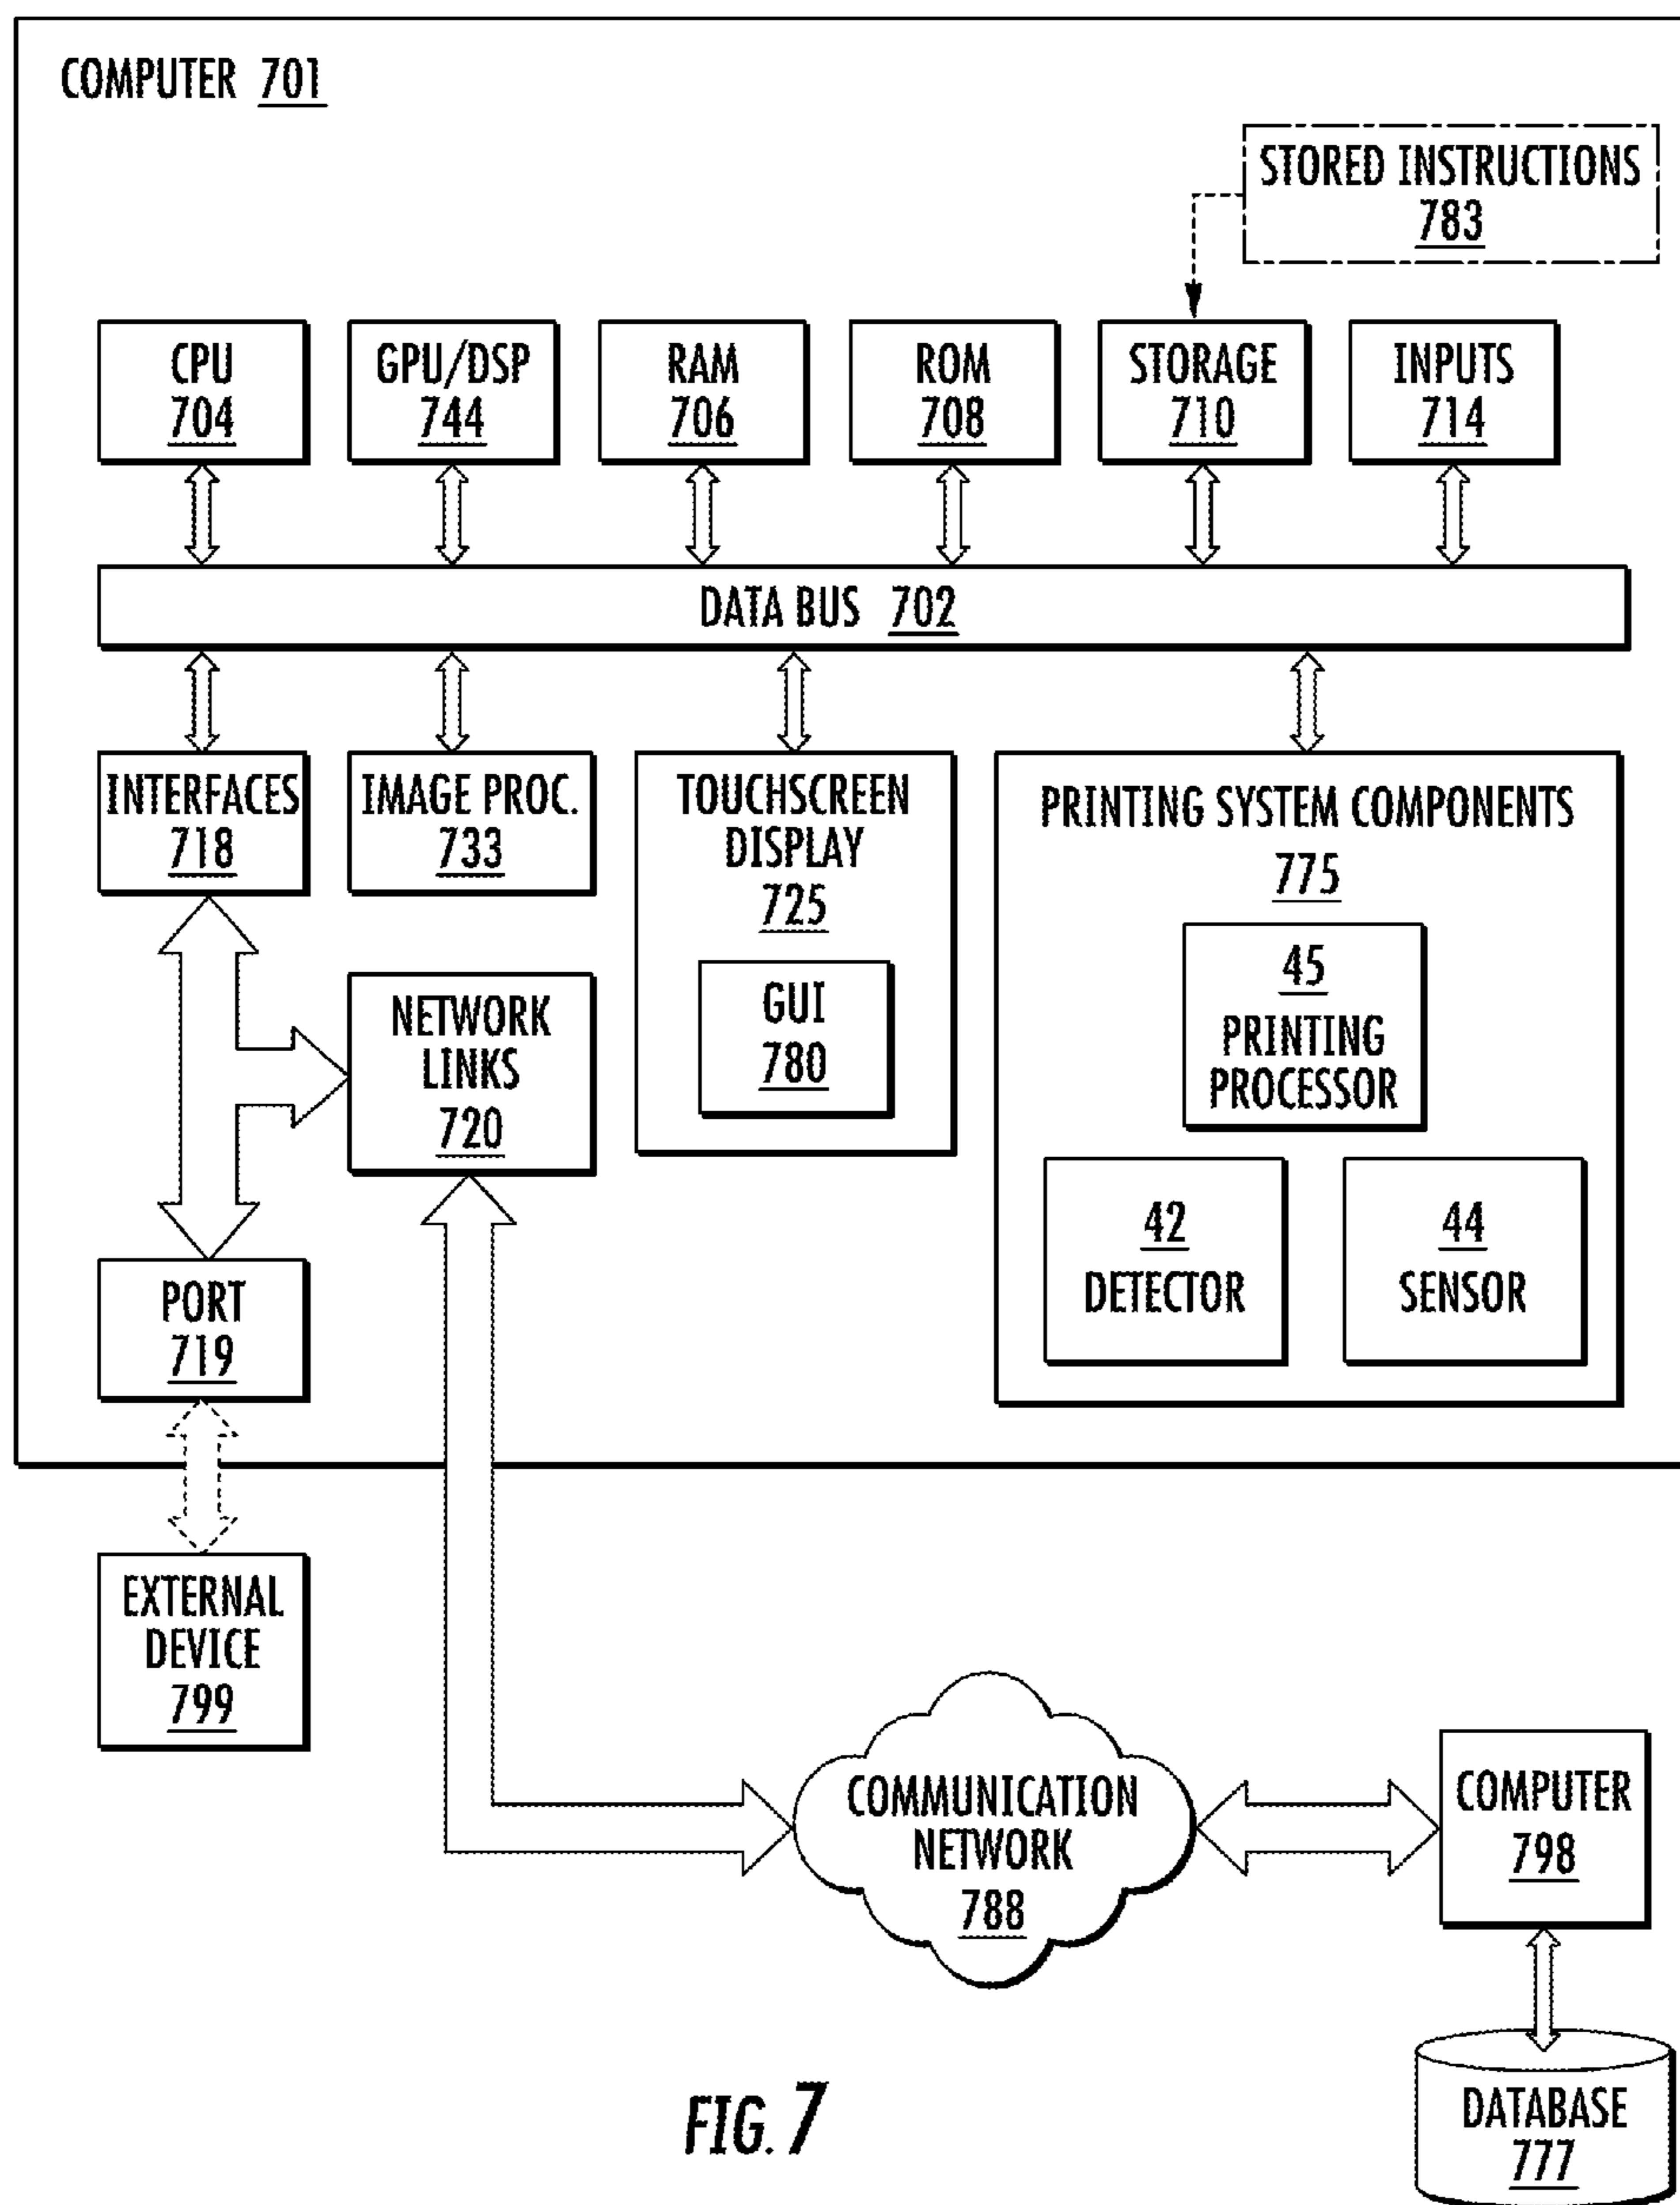 COMPUTER 701
STORED INSTRUCTIONS
783
CPU
704
GPU/DSP
744
RAM
706
ROM
708
STORAGE
710
INPUTS
714
DATA BUS 702
INTERFACES
718
IMAGE PROC.
733
TOUCHSCREEN
DISPLAY
725
GUI
780
PRINTING SYSTEM COMPONENTS
775
45
PRINTING
PROCESSOR
42
DETECTOR
44
SENSOR
NETWORK
LINKS
720
PORT
719
EXTERNAL
DEVICE
799
COMMUNICATION
NETWORK
788
COMPUTER
798
DATABASE
777
FIG. 7